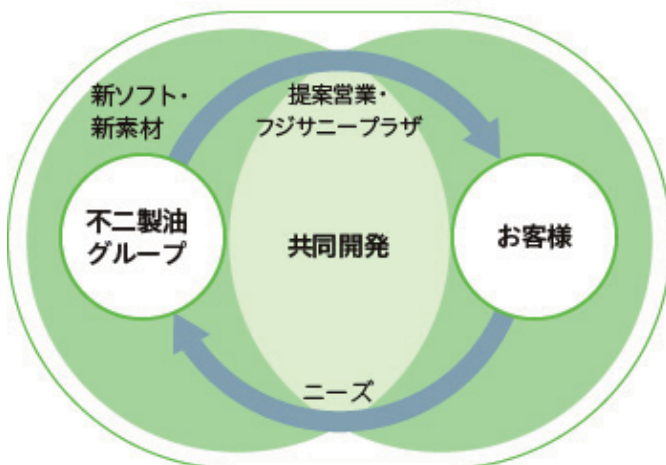 新ソフト・
新素材
提案営業・
フジサニープラザ
不二製油
グループ
共同開発
お客様
ニーズ